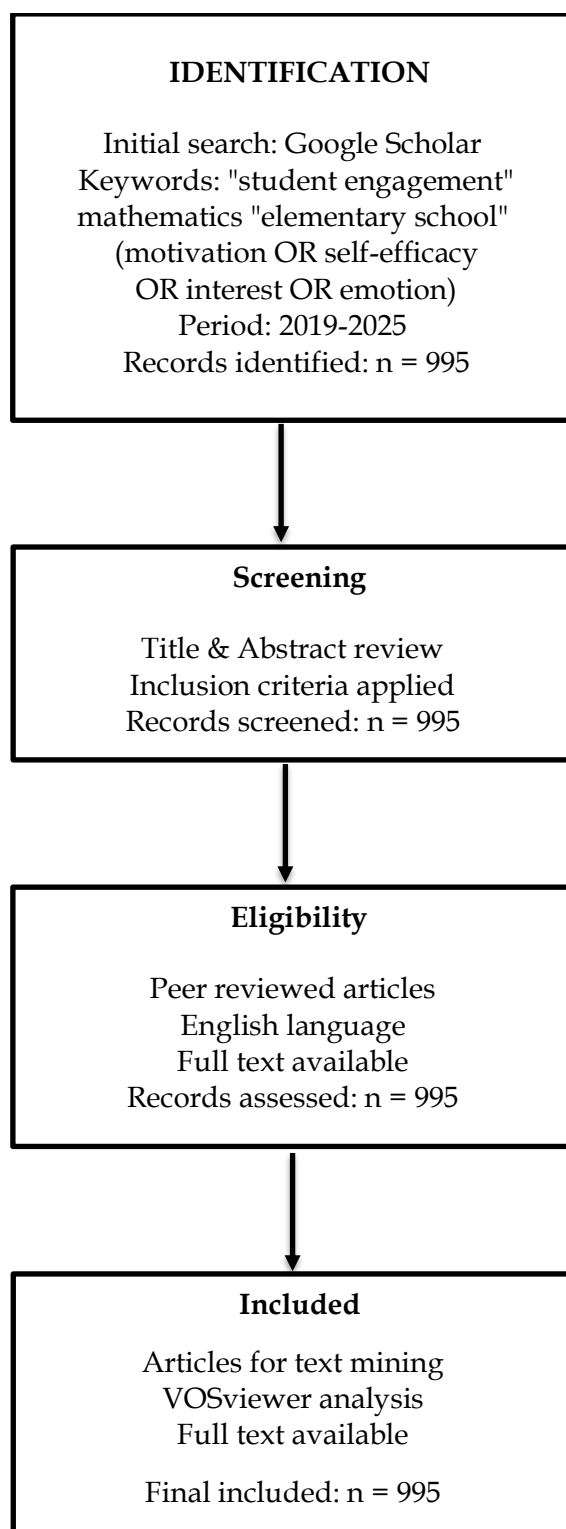 IDENTIFICATION
Initial search: Google Scholar
Keywords: "student engagement"
mathematics "elementary school"
(motivation OR self-efficacy
OR interest OR emotion)
Period: 2019-2025
Records identified: n = 995
Screening
Title & Abstract review
Inclusion criteria applied
Records screened: n = 995
Eligibility
Peer reviewed articles
English language
Full text available
Records assessed: n = 995
Included
Articles for text mining
VOSviewer analysis
Full text available
Final included: n = 995